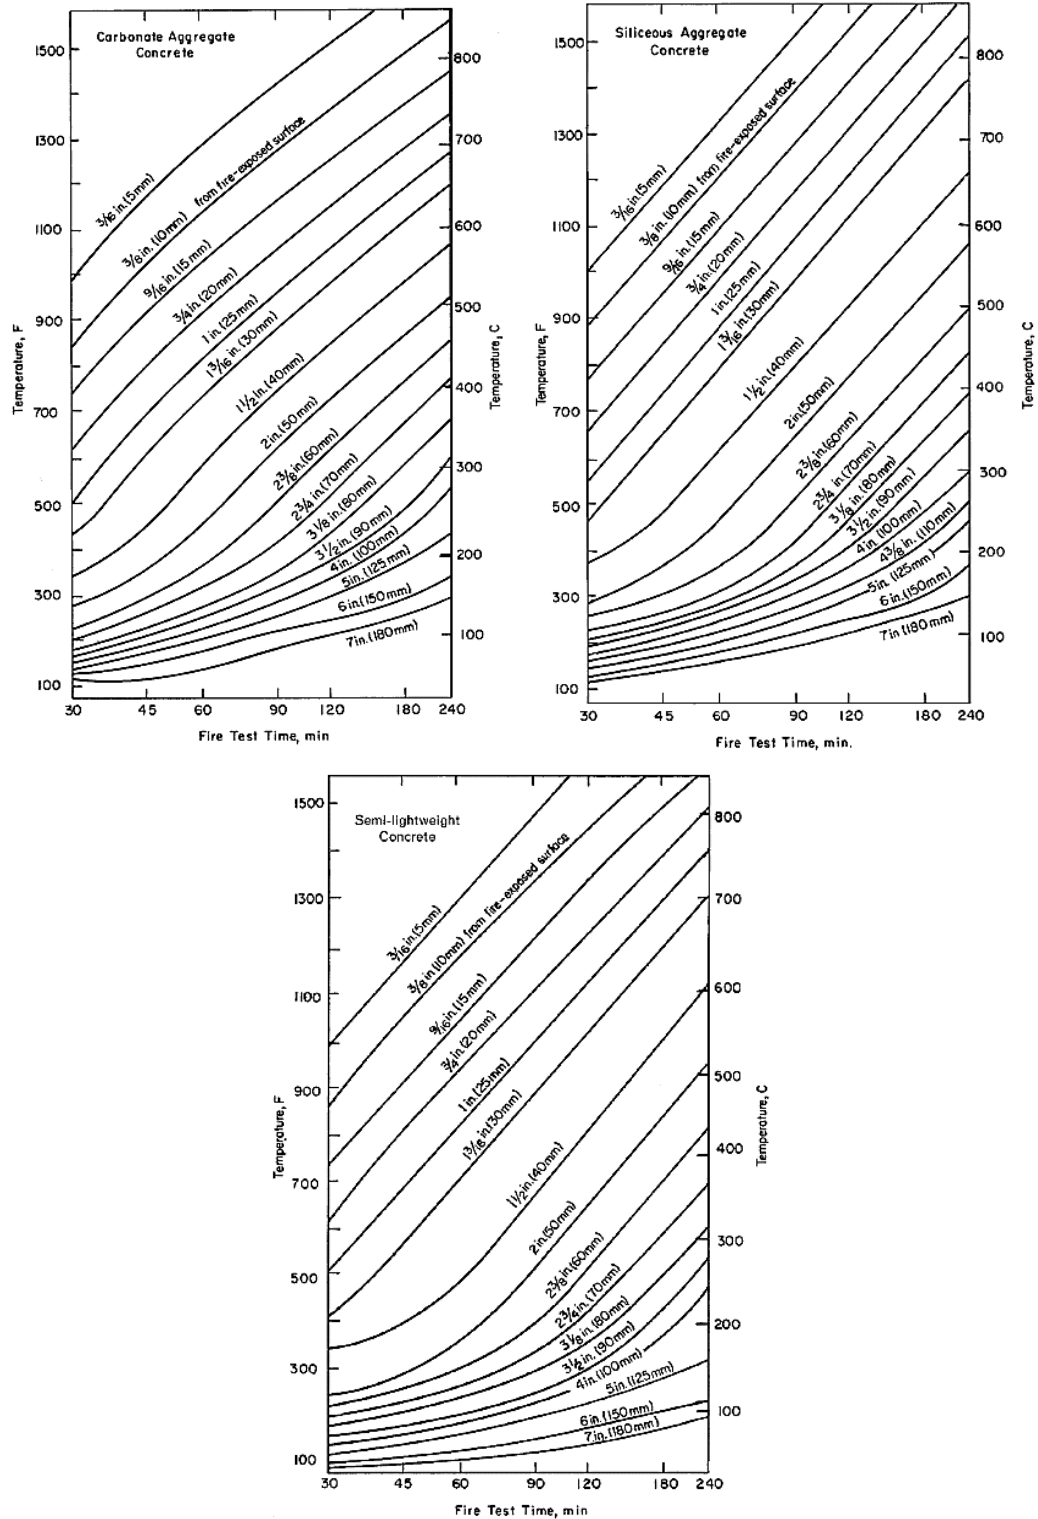 Carbonate Aggregate
Concrete
1500
1300
1100
900
700
500
300
100
Temperature, F
800
700
600
500
400
300
200
100
Temperature, C
3/16 in. (5mm)
3/8 in. (10mm) from fire-exposed surface
9/16 in. (15 mm)
3/4 in. (20mm)
1 in. (25 mm)
1 3/16 in. (30 mm)
1 1/2 in. (40mm)
2 in. (50 mm)
2 3/8 in. (60mm)
2 3/4 in. (70mm)
3 1/8 in. (80mm)
3 1/2 in. (90mm)
4 in. (100mm)
5 in. (125 mm)
6 in. (150mm)
7 in. (180mm)
30 45 60 90 120 180 240
Fire Test Time, min
Siliceous Aggregate
Concrete
1500
1300
1100
900
700
500
300
100
Temperature, F
800
700
600
500
400
300
200
100
Temperature, C
3/16 in. (5mm)
3/8 in. (10mm) from fire-exposed surface
9/16 in. (15mm)
3/4 in. (20mm)
1 in. (25mm)
1 3/16 in. (30mm)
1 1/2 in. (40mm)
2 in. (50mm)
2 3/8 in. (60mm)
2 3/4 in. (70mm)
3 1/8 in. (80mm)
3 1/2 in. (90mm)
4 in. (100mm)
4 3/8 in. (110mm)
5 in. (125mm)
6 in. (150mm)
7 in (180mm)
30 45 60 90 120 180 240
Fire Test Time, min.
Semi-lightweight
Concrete
1500
1300
1100
900
700
500
300
100
Temperature, F
800
700
600
500
400
300
200
100
Temperature, C
3/16 in. (5mm)
3/8 in (10mm) from fire-exposed surface
9/16 in. (15mm)
3/4 in. (20mm)
1 in. (25mm)
1 3/16 in. (30mm)
1 1/2 in. (40mm)
2 in. (50mm)
2 3/8 in. (60mm)
2 3/4 in. (70mm)
3 1/8 in. (80mm)
3 1/2 in. (90mm)
4 in. (100mm)
5 in. (125mm)
6 in. (150mm)
7 in. (180mm)
30 45 60 90 120 180 240
Fire Test Time, min